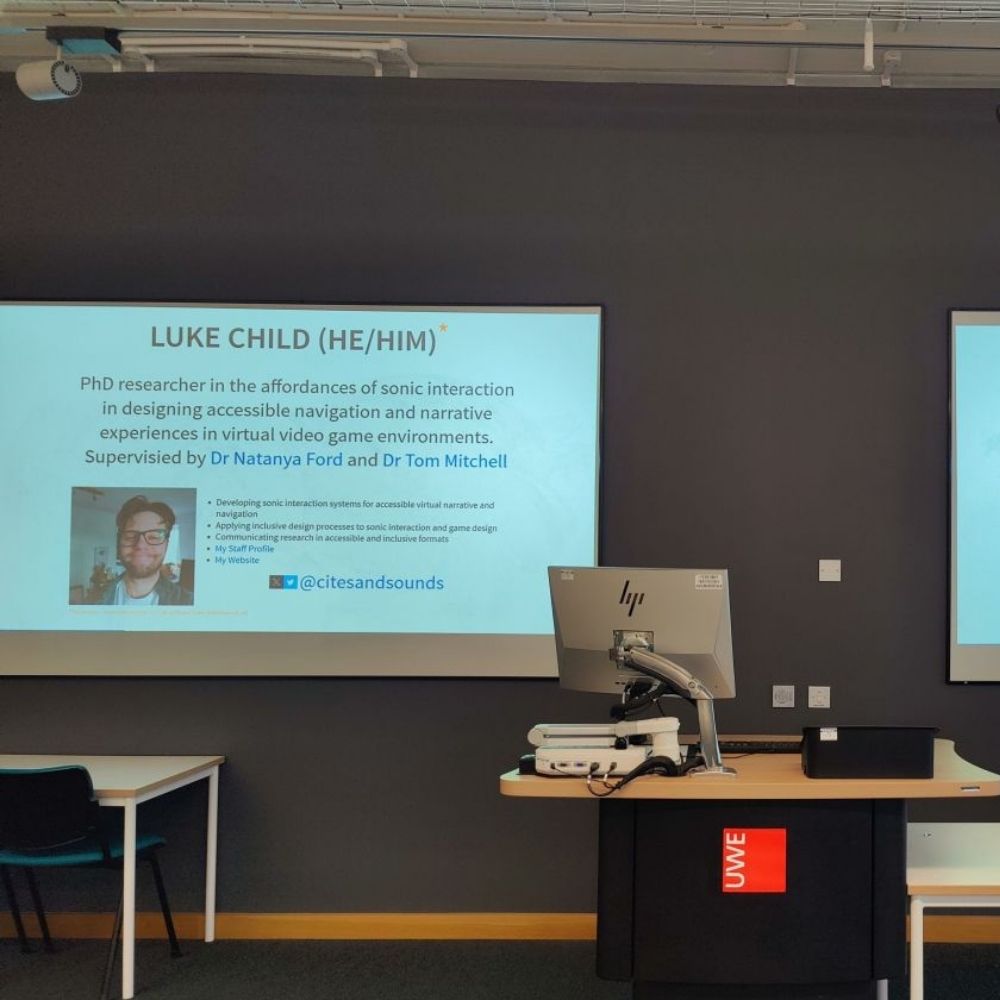 LUKE CHILD (HE/HIM)*
PhD researcher in the affordances of sonic interaction
in designing accessible navigation and narrative
experiences in virtual video game environments.
Supervisied by Dr Natanya Ford and Dr Tom Mitchell
• Developing sonic interaction systems for accessible virtual narrative and
navigation
• Applying inclusive design processes to sonic interaction and game design
• Communicating research in accessible and inclusive formats
• My Staff Profile
• My Website
@citesandsounds
hp
UWE